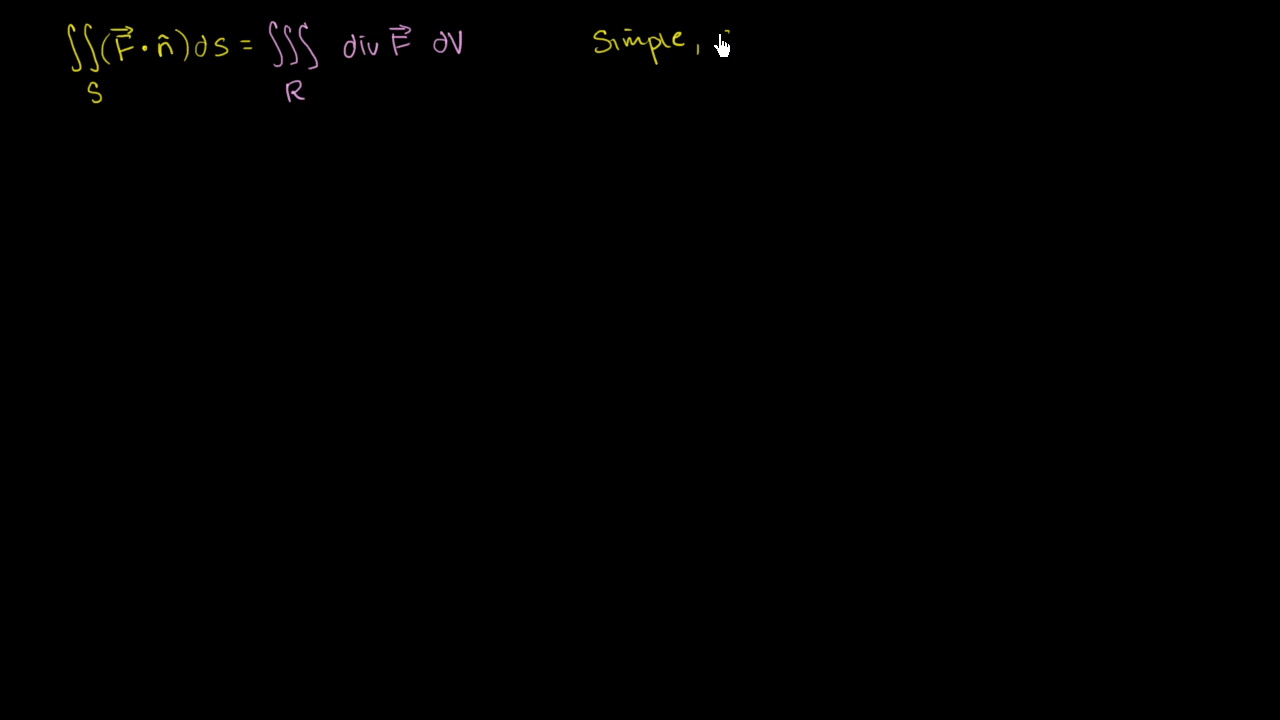 ∬(F⃗ · n̂) ds = ∭ div F⃗ dV Simple,
S R